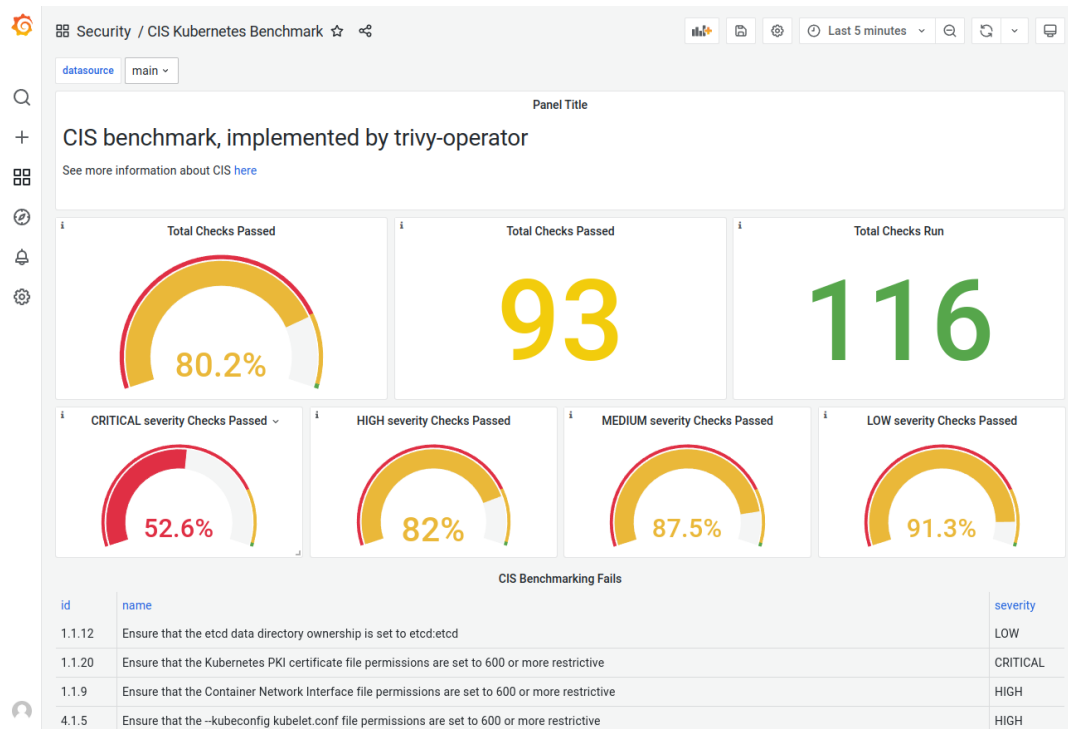 Security / CIS Kubernetes Benchmark
Last 5 minutes
datasource
main
Panel Title
CIS benchmark, implemented by trivy-operator
See more information about CIS here
Total Checks Passed
Total Checks Passed
Total Checks Run
80.2%
93
116
CRITICAL severity Checks Passed
HIGH severity Checks Passed
MEDIUM severity Checks Passed
LOW severity Checks Passed
52.6%
82%
87.5%
91.3%
CIS Benchmarking Fails
id name severity
1.1.12 Ensure that the etcd data directory ownership is set to etcd:etcd LOW
1.1.20 Ensure that the Kubernetes PKI certificate file permissions are set to 600 or more restrictive CRITICAL
1.1.9 Ensure that the Container Network Interface file permissions are set to 600 or more restrictive HIGH
4.1.5 Ensure that the --kubeconfig kubelet.conf file permissions are set to 600 or more restrictive HIGH